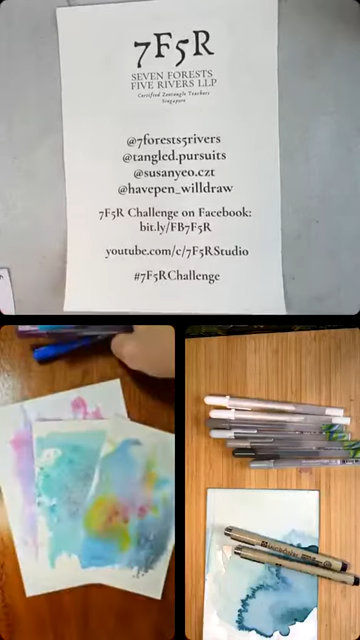 7F5R
SEVEN FORESTS
FIVE RIVERS LLP
Certified Zentangle Teachers
Singapore
@7forests5rivers
@tangled.pursuits
@susanyeo.czt
@havepen_willdraw
7F5R Challenge on Facebook:
bit.ly/FB7F5R
youtube.com/c/7F5RStudio
#7F5RChallenge